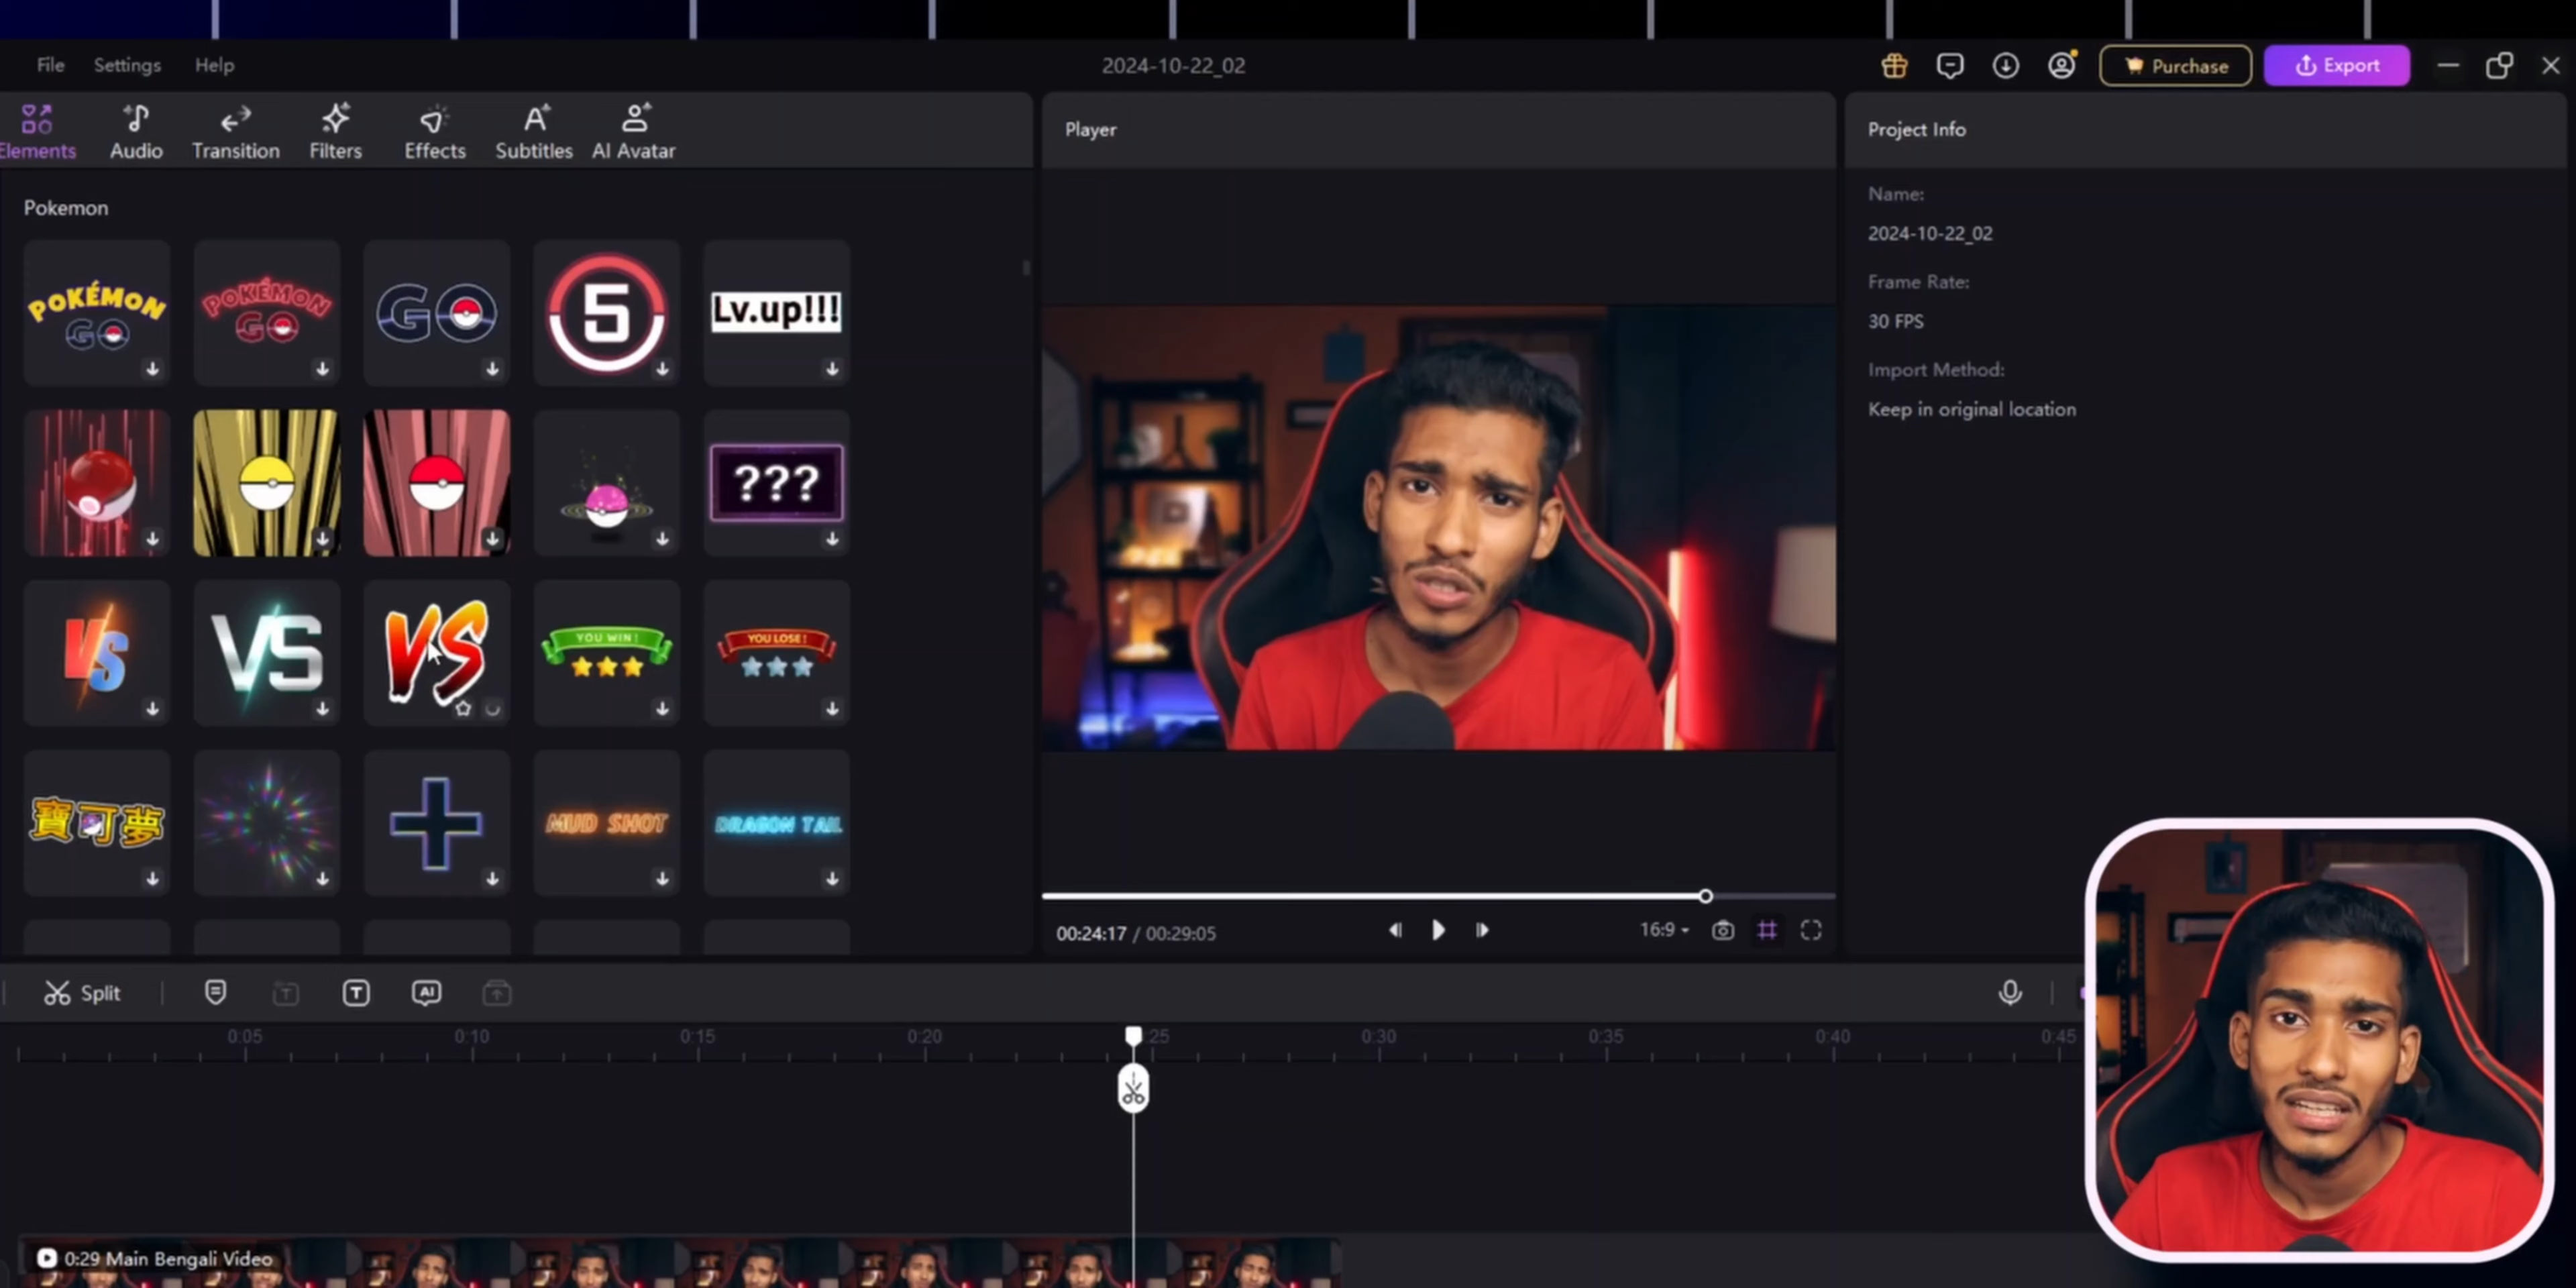 File Settings Help
2024-10-22_02
Purchase
Export
Elements Audio Transition Filters Effects Subtitles AI Avatar
Player
Project Info
Pokemon
POKÉMON GO
POKÉMON GO
GO
5
Lv.up!!!
???
VS
VS
VS
YOU WIN!
YOU LOSE!
寶可夢
MUD SHOT
DRAGON TAIL
Name:
2024-10-22_02
Frame Rate:
30 FPS
Import Method:
Keep in original location
00:24:17 / 00:29:05
16:9
Split
T
T
AI
0:05 0:10 0:15 0:20 25 0:30 0:35 0:40 0:45
0:29 Main Bengali Video